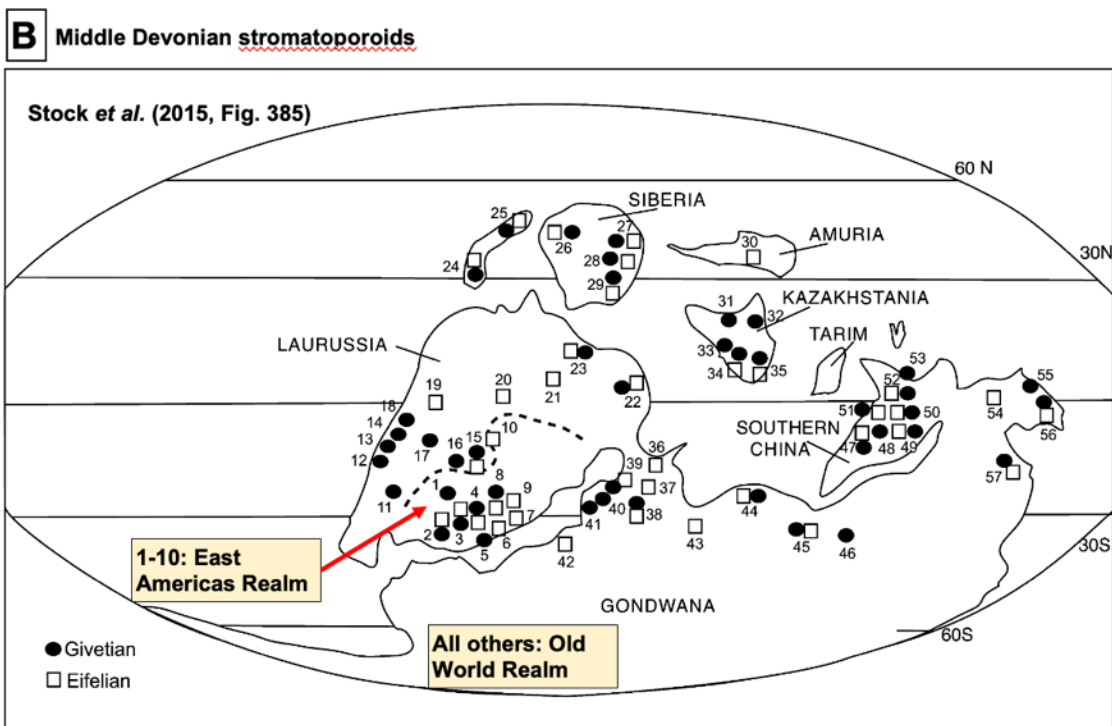 B Middle Devonian stromatoporoids
Stock et al. (2015, Fig. 385)
60 N
SIBERIA
25
27
26
30
AMURIA
30N
28
24
29
31
32
KAZAKHSTANIA
33
TARIM
LAURUSSIA
34
35
23
53
55
19
20
21
22
52
54
18
14
10
51
50
56
13
17
16
15
SOUTHERN
CHINA
12
47
48
49
36
57
11
1
4
8
9
39
37
40
44
41
38
2
3
7
6
5
43
45
46
42
1-10: East
Americas Realm
30S
GONDWANA
All others: Old
World Realm
60S
Givetian
Eifelian